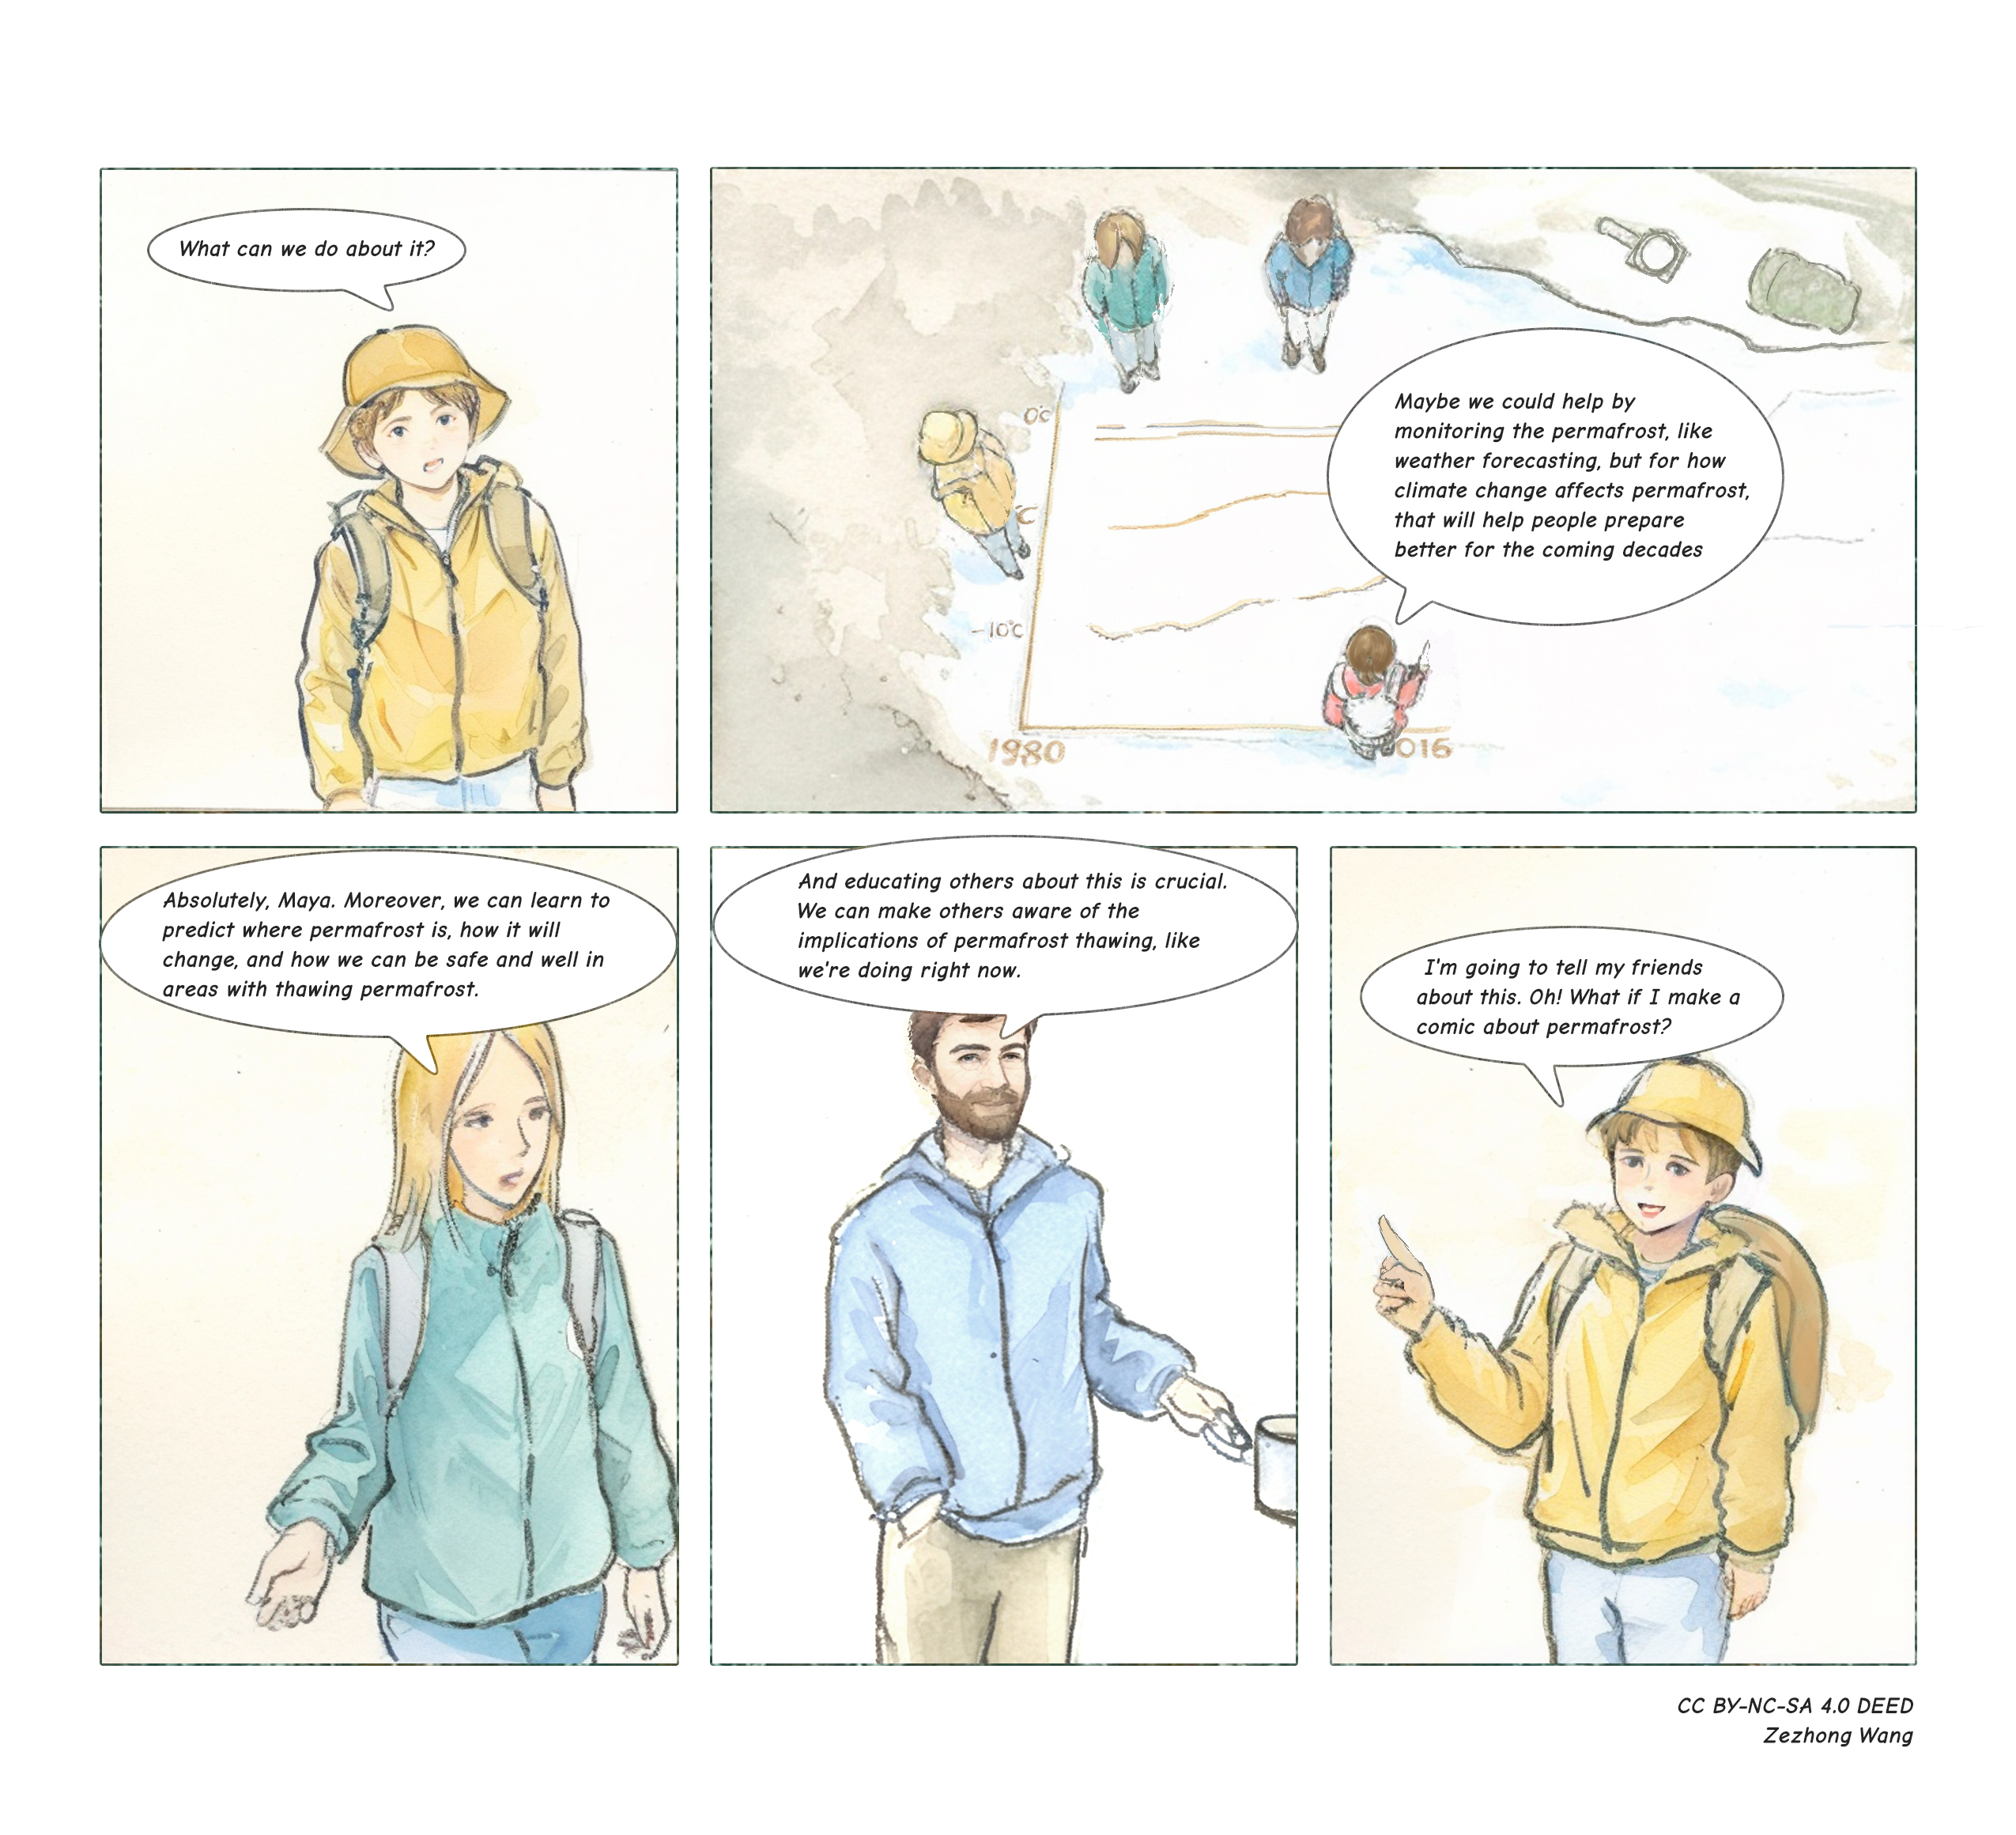 What can we do about it?
Maybe we could help by
monitoring the permafrost, like
weather forecasting, but for how
climate change affects permafrost,
that will help people prepare
better for the coming decades
0°c
c
-10°c
1980
016
Absolutely, Maya. Moreover, we can learn to
predict where permafrost is, how it will
change, and how we can be safe and well in
areas with thawing permafrost.
And educating others about this is crucial.
We can make others aware of the
implications of permafrost thawing, like
we're doing right now.
I'm going to tell my friends
about this. Oh! What if I make a
comic about permafrost?
CC BY-NC-SA 4.0 DEED
Zezhong Wang